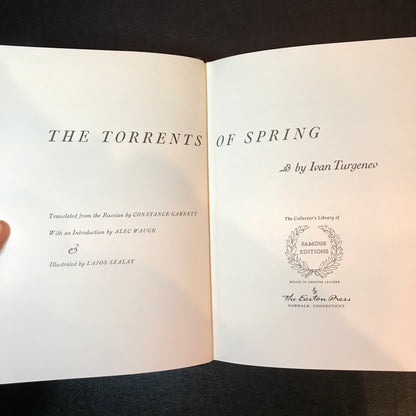 THE TORRENTS OF SPRING
by Ivan Turgenev
Translated from the Russian by CONSTANCE GARNETT
With an Introduction by ALEC WAUGH
&
Illustrated by LAJOS SZALAY
The Collector's Library of
FAMOUS
EDITIONS
BOUND IN GENUINE LEATHER
By
The Easton Press
NORWALK, CONNECTICUT